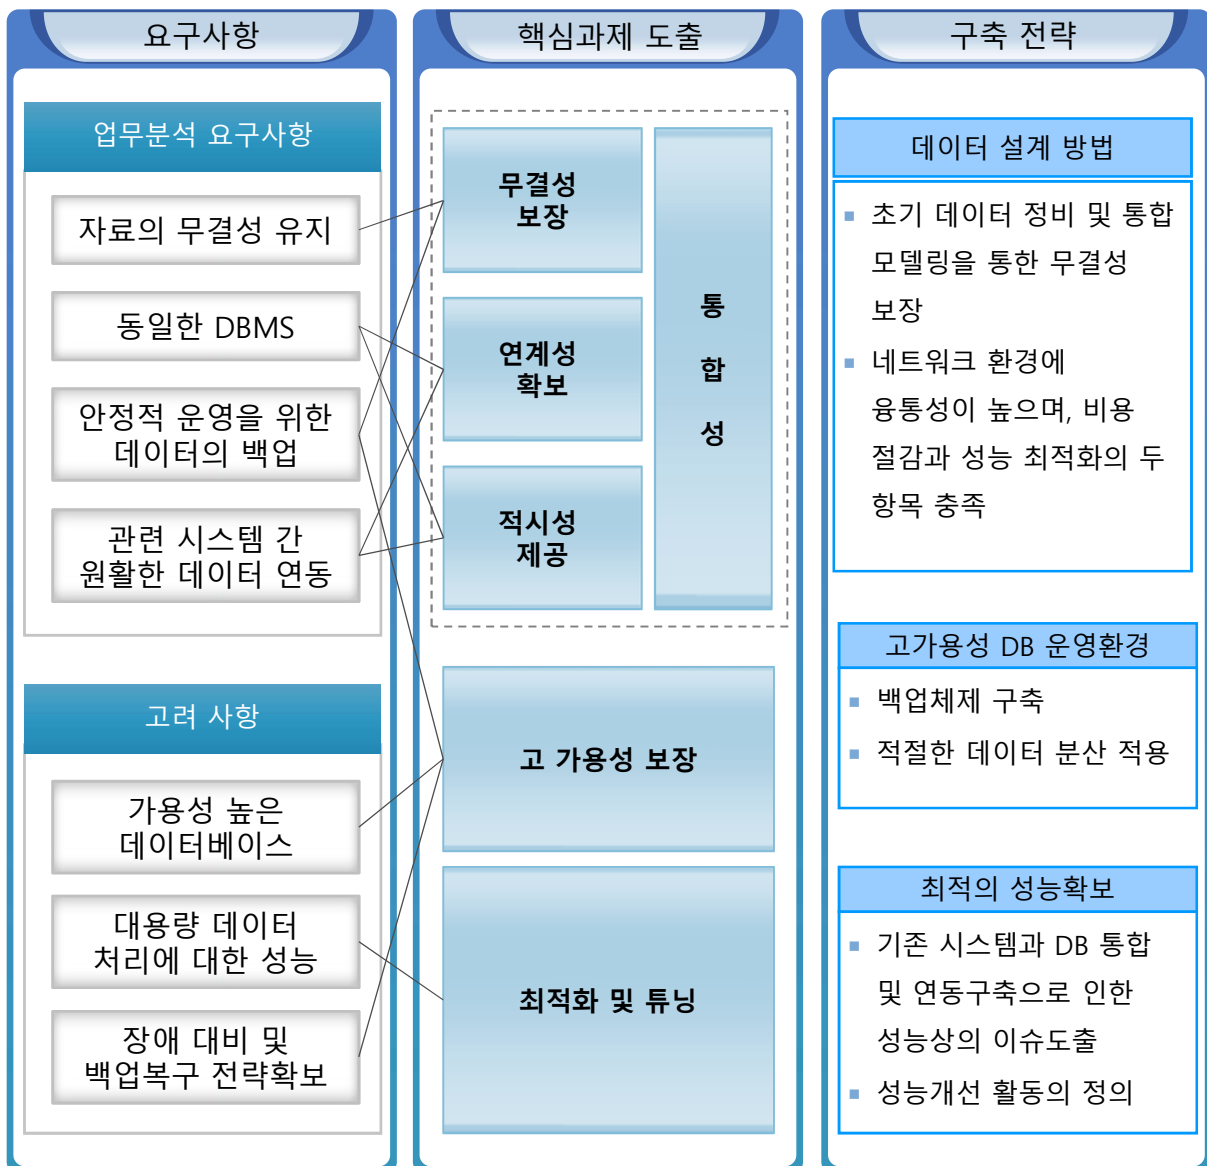 요구사항
업무분석 요구사항
자료의 무결성 유지
동일한 DBMS
안정적 운영을 위한
데이터의 백업
관련 시스템 간
원활한 데이터 연동
고려 사항
가용성 높은
데이터베이스
대용량 데이터
처리에 대한 성능
장애 대비 및
백업복구 전략확보
핵심과제 도출
무결성
보장
연계성
확보
적시성
제공
통
합
성
고 가용성 보장
최적화 및 튜닝
구축 전략
데이터 설계 방법
▪ 초기 데이터 정비 및 통합
모델링을 통한 무결성
보장
▪ 네트워크 환경에
융통성이 높으며, 비용
절감과 성능 최적화의 두
항목 충족
고가용성 DB 운영환경
▪ 백업체제 구축
▪ 적절한 데이터 분산 적용
최적의 성능확보
▪ 기존 시스템과 DB 통합
및 연동구축으로 인한
성능상의 이슈도출
▪ 성능개선 활동의 정의